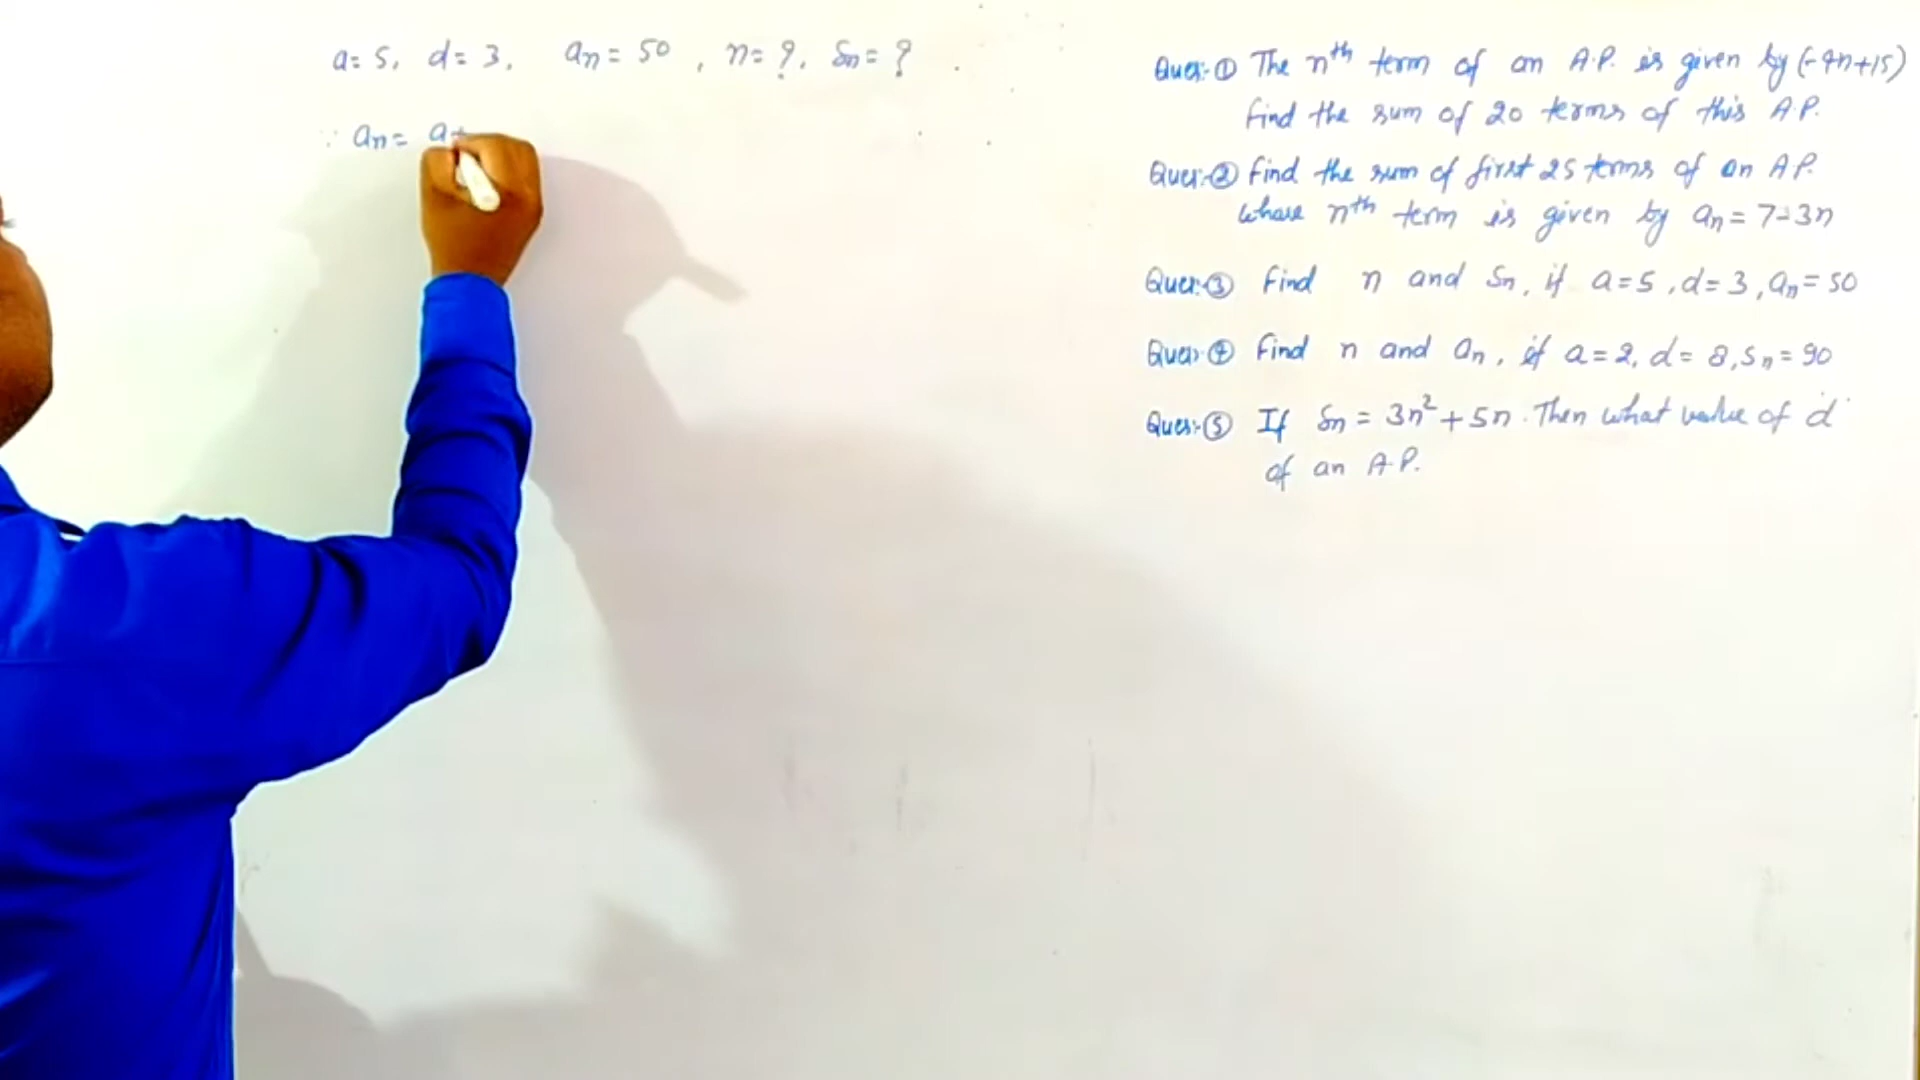 a= 5, d= 3, an= 50, n= ?, Sn= ?
∵ an= a+
Ques:-① The nth term of an A.P. is given by (-4n+15)
find the sum of 20 terms of this A.P.
Ques:-② find the sum of first 25 terms of an A.P.
whose nth term is given by an = 7-3n
Ques:-③ find n and Sn, if a=5, d=3, an=50
Ques:-④ find n and an, if a=2, d= 8, Sn=90
Ques:-⑤ If Sn = 3n²+5n. Then what value of 'd'
of an A.P.